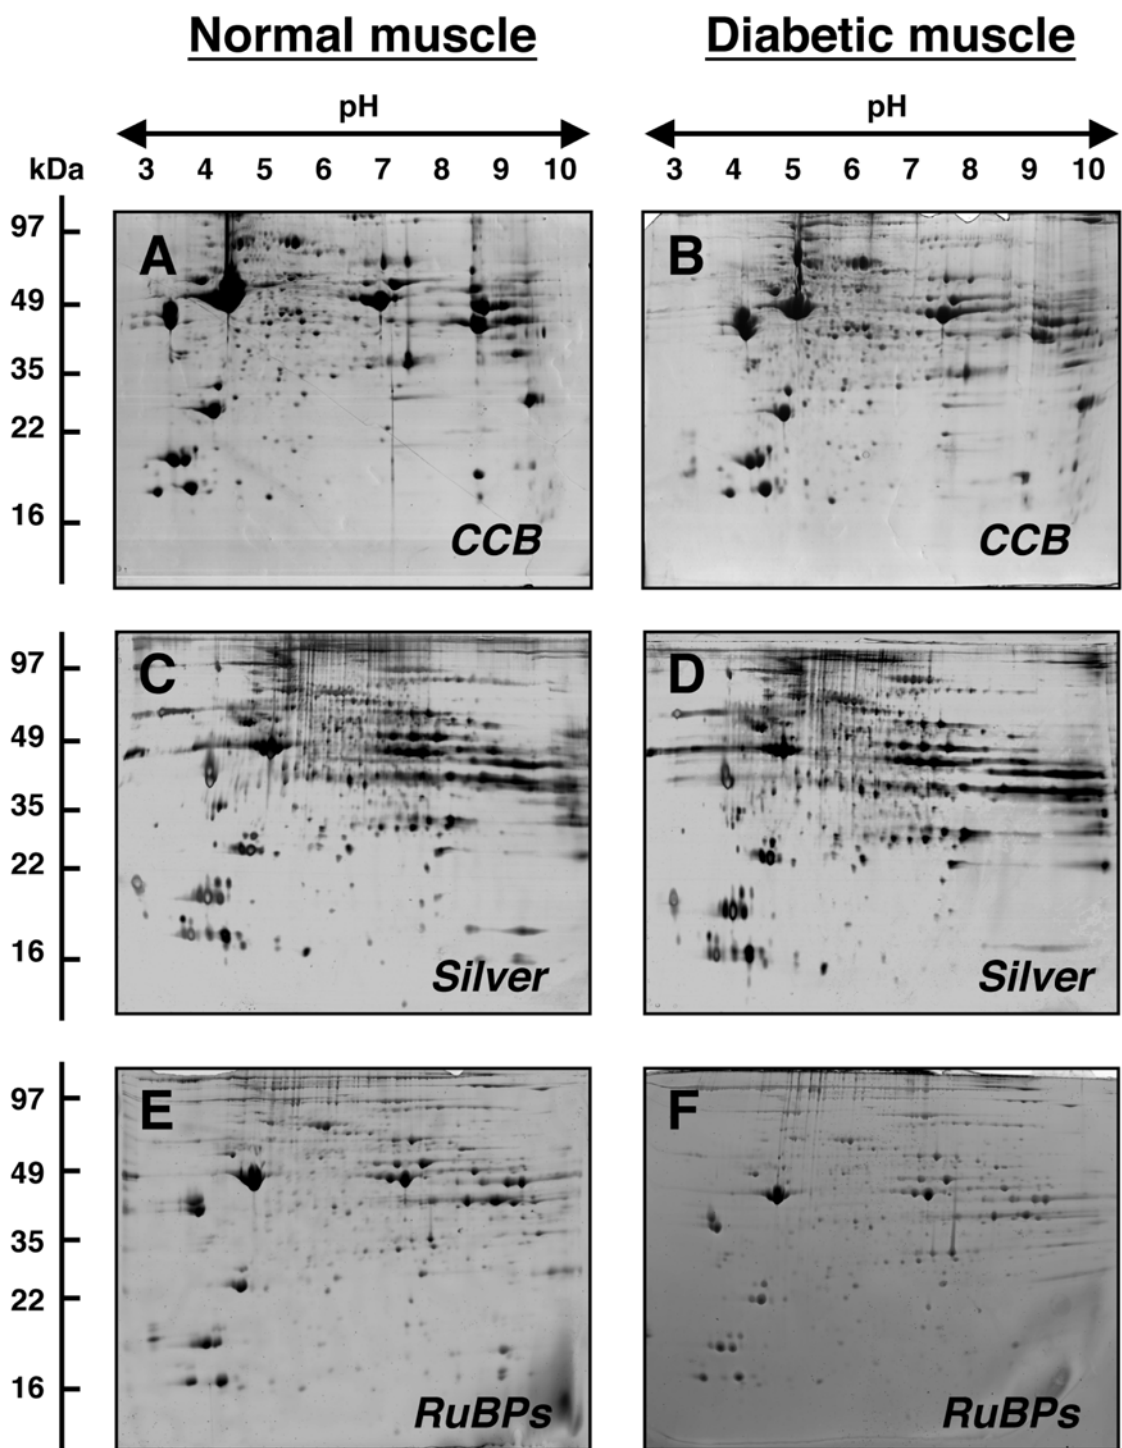 Normal muscle Diabetic muscle
pH pH
kDa 3 4 5 6 7 8 9 10 3 4 5 6 7 8 9 10
97
49
35
22
16
A
CCB
B
CCB
97
49
35
22
16
C
Silver
D
Silver
97
49
35
22
16
E
RuBPs
F
RuBPs